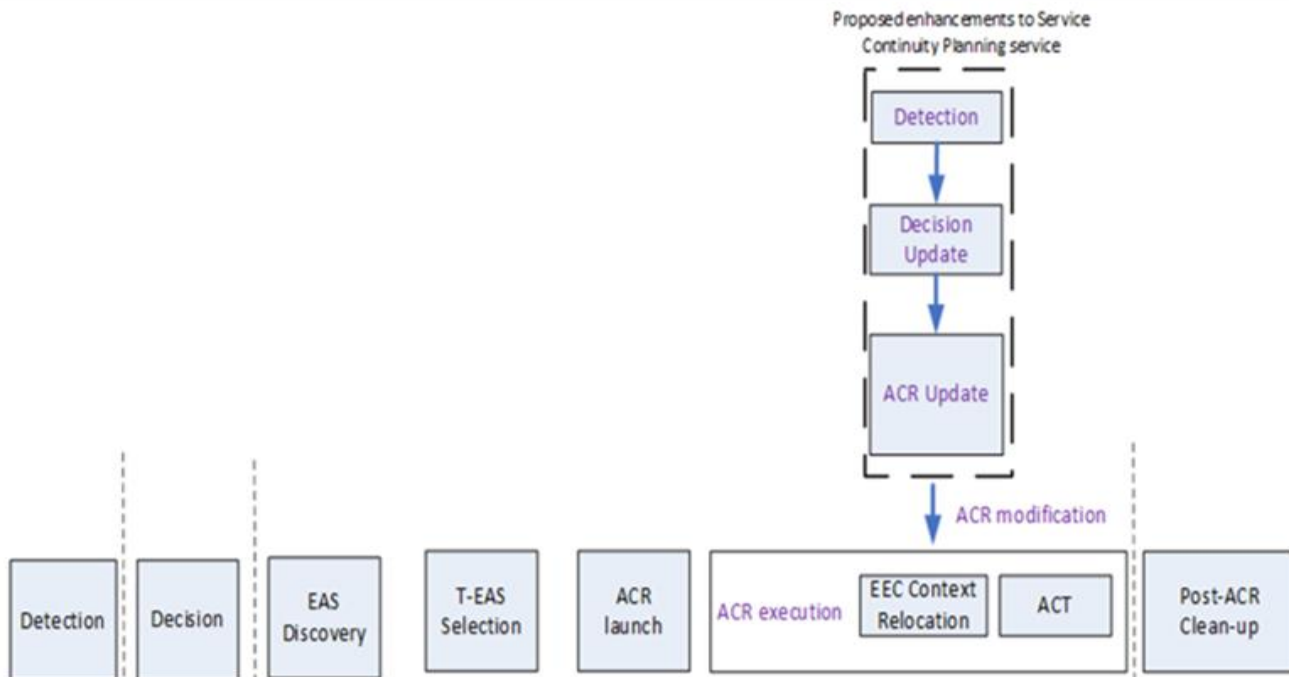 Proposed enhancements to Service
Continuity Planning service
Detection
Decision
Update
ACR Update
ACR modification
Detection
Decision
EAS
Discovery
T-EAS
Selection
ACR
launch
ACR execution
EEC Context
Relocation
ACT
Post-ACR
Clean-up